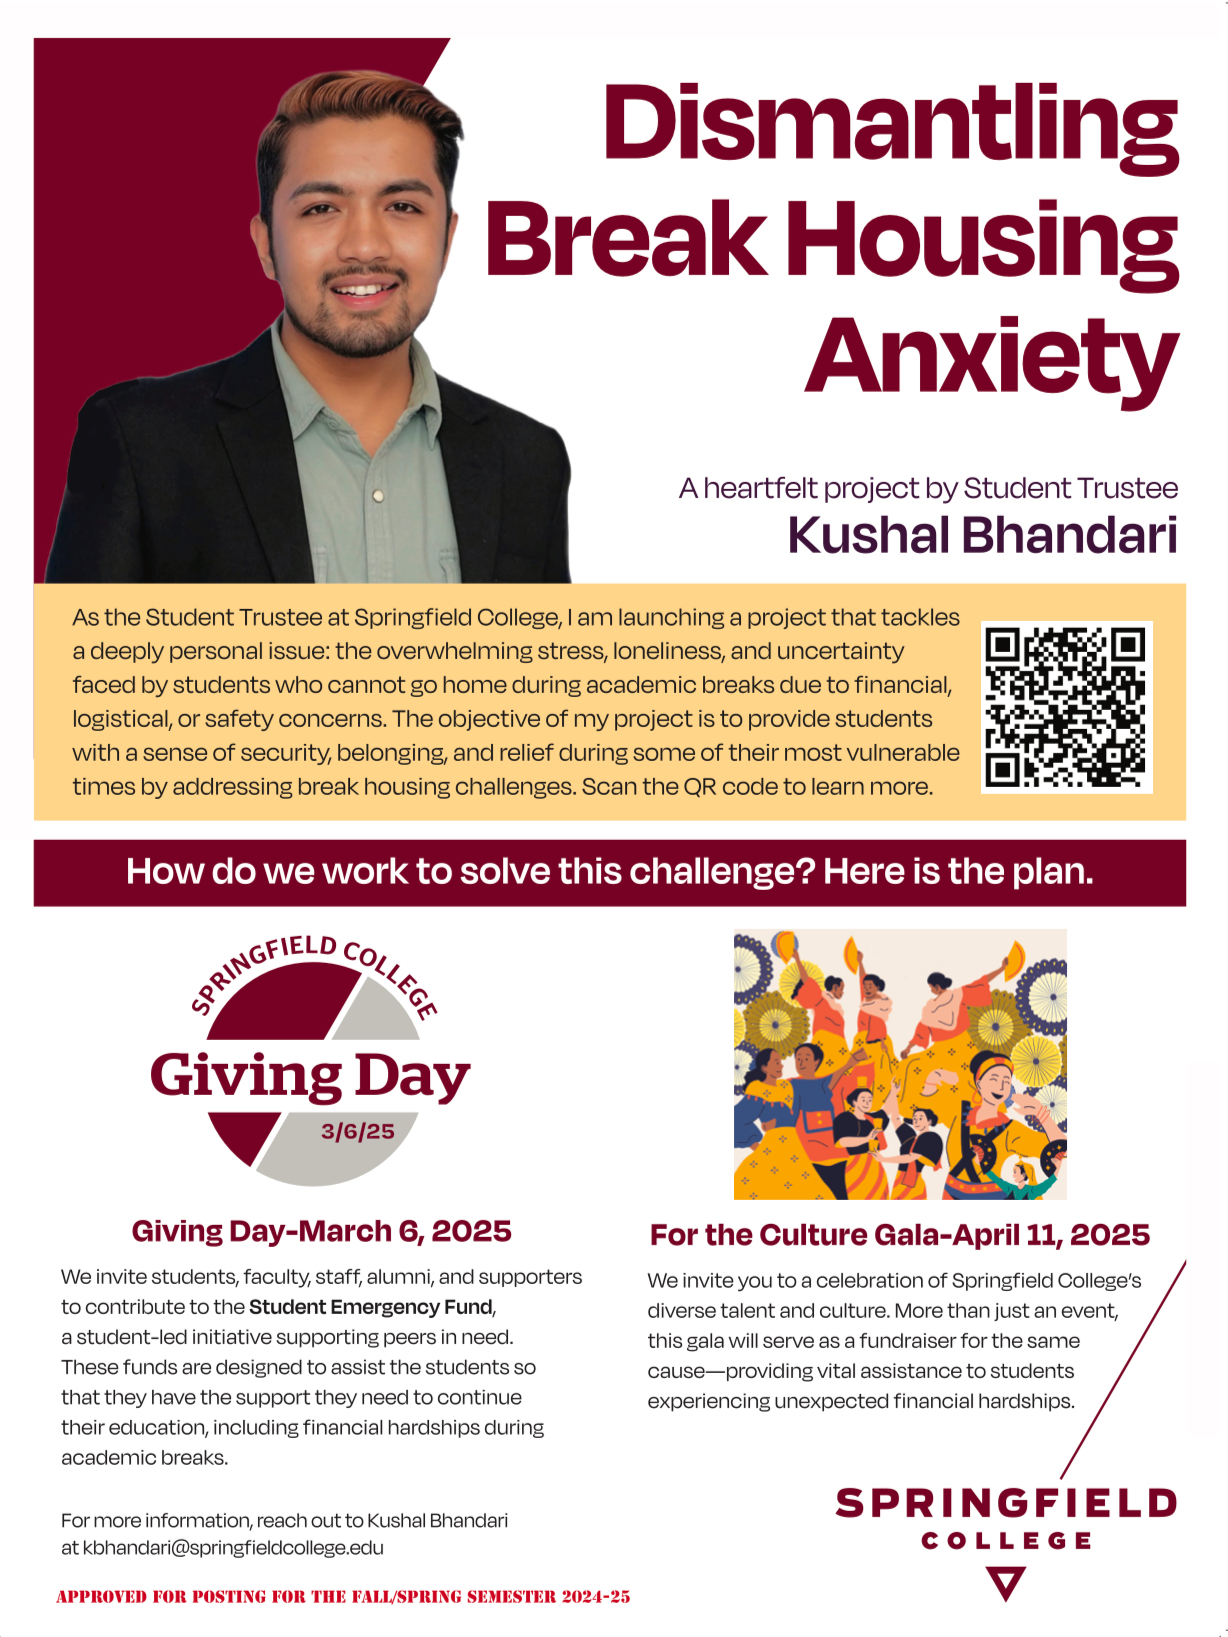 Dismantling
Break Housing
Anxiety
A heartfelt project by Student Trustee
Kushal Bhandari
As the Student Trustee at Springfield College, I am launching a project that tackles
a deeply personal issue: the overwhelming stress, loneliness, and uncertainty
faced by students who cannot go home during academic breaks due to financial,
logistical, or safety concerns. The objective of my project is to provide students
with a sense of security, belonging, and relief during some of their most vulnerable
times by addressing break housing challenges. Scan the QR code to learn more.
How do we work to solve this challenge? Here is the plan.
SPRINGFIELD COLLEGE
Giving Day
3/6/25
Giving Day-March 6, 2025
We invite students, faculty, staff, alumni, and supporters
to contribute to the Student Emergency Fund,
a student-led initiative supporting peers in need.
These funds are designed to assist the students so
that they have the support they need to continue
their education, including financial hardships during
academic breaks.
For more information, reach out to Kushal Bhandari
at kbhandari@springfieldcollege.edu
APPROVED FOR POSTING FOR THE FALL/SPRING SEMESTER 2024-25
For the Culture Gala-April 11, 2025
We invite you to a celebration of Springfield College’s
diverse talent and culture. More than just an event,
this gala will serve as a fundraiser for the same
cause—providing vital assistance to students
experiencing unexpected financial hardships.
SPRINGFIELD
COLLEGE